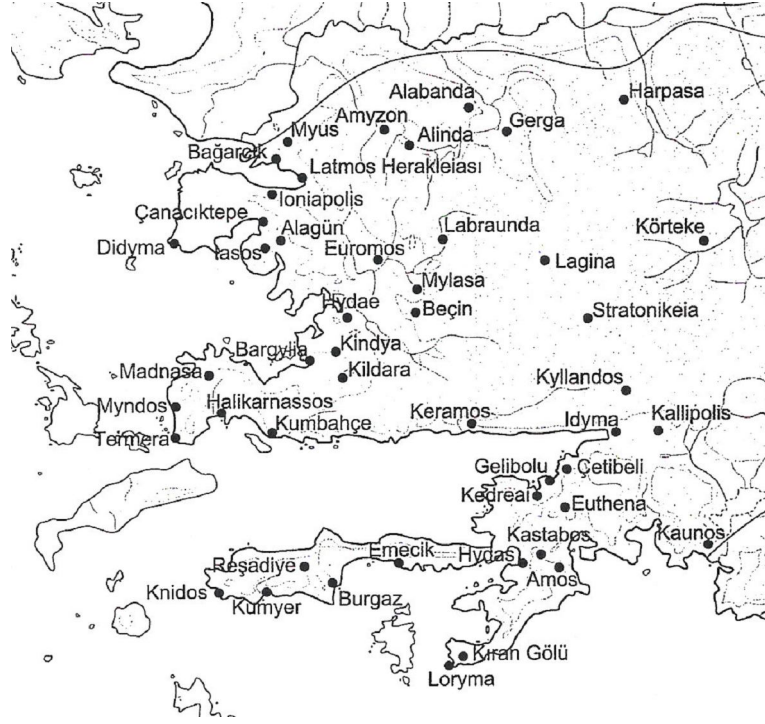 Alabanda
Harpasa
Amyzon
Gerga
Myus
Alinda
Bağarcık
Latmos Herakleiası
Ioniapolis
Çanacıktepe
Alagün
Labraunda
Körteke
Didyma
Iasos
Euromos
Lagina
Mylasa
Hydae
Beçin
Stratonikeia
Bargylia
Kindya
Madnasa
Kildara
Kyllandos
Myndos
Halikarnassos
Keramos
Kumbahçe
Idyma
Kallipolis
Termera
Gelibolu
Çetibeli
Kedreai
Euthena
Kastabos
Kaunos
Emecik
Hydas
Reşadiye
Amos
Knidos
Kumyer
Burgaz
Kıran Gölü
Loryma